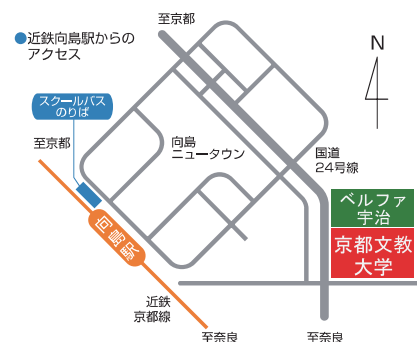 ●近鉄向島駅からの
アクセス
至京都
N
スクールバス
のりば
至京都
向島
ニュータウン
国道
24号線
ベルファ
宇治
京都文教
大学
向島駅
近鉄
京都線
至奈良
至奈良